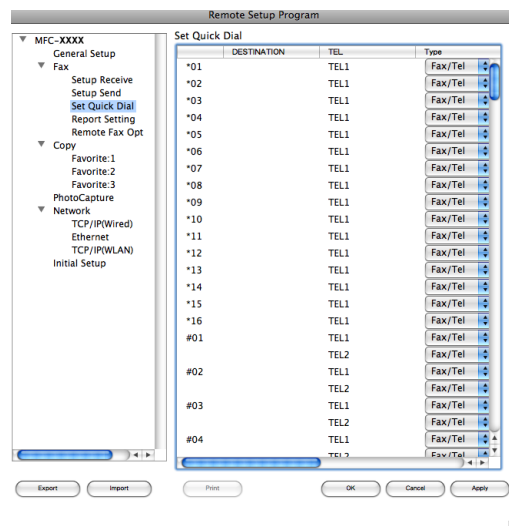 Remote Setup Program
MFC-XXXX
General Setup
Fax
Setup Receive
Setup Send
Set Quick Dial
Report Setting
Remote Fax Opt
Copy
Favorite:1
Favorite:2
Favorite:3
PhotoCapture
Network
TCP/IP(Wired)
Ethernet
TCP/IP(WLAN)
Initial Setup
Set Quick Dial
DESTINATION TEL Type
*01 TEL1 Fax/Tel
*02 TEL1 Fax/Tel
*03 TEL1 Fax/Tel
*04 TEL1 Fax/Tel
*05 TEL1 Fax/Tel
*06 TEL1 Fax/Tel
*07 TEL1 Fax/Tel
*08 TEL1 Fax/Tel
*09 TEL1 Fax/Tel
*10 TEL1 Fax/Tel
*11 TEL1 Fax/Tel
*12 TEL1 Fax/Tel
*13 TEL1 Fax/Tel
*14 TEL1 Fax/Tel
*15 TEL1 Fax/Tel
*16 TEL1 Fax/Tel
#01 TEL1 Fax/Tel
TEL2 Fax/Tel
#02 TEL1 Fax/Tel
TEL2 Fax/Tel
#03 TEL1 Fax/Tel
TEL2 Fax/Tel
#04 TEL1 Fax/Tel
TEL2 Fax/Tel
Export Import Print OK Cancel Apply